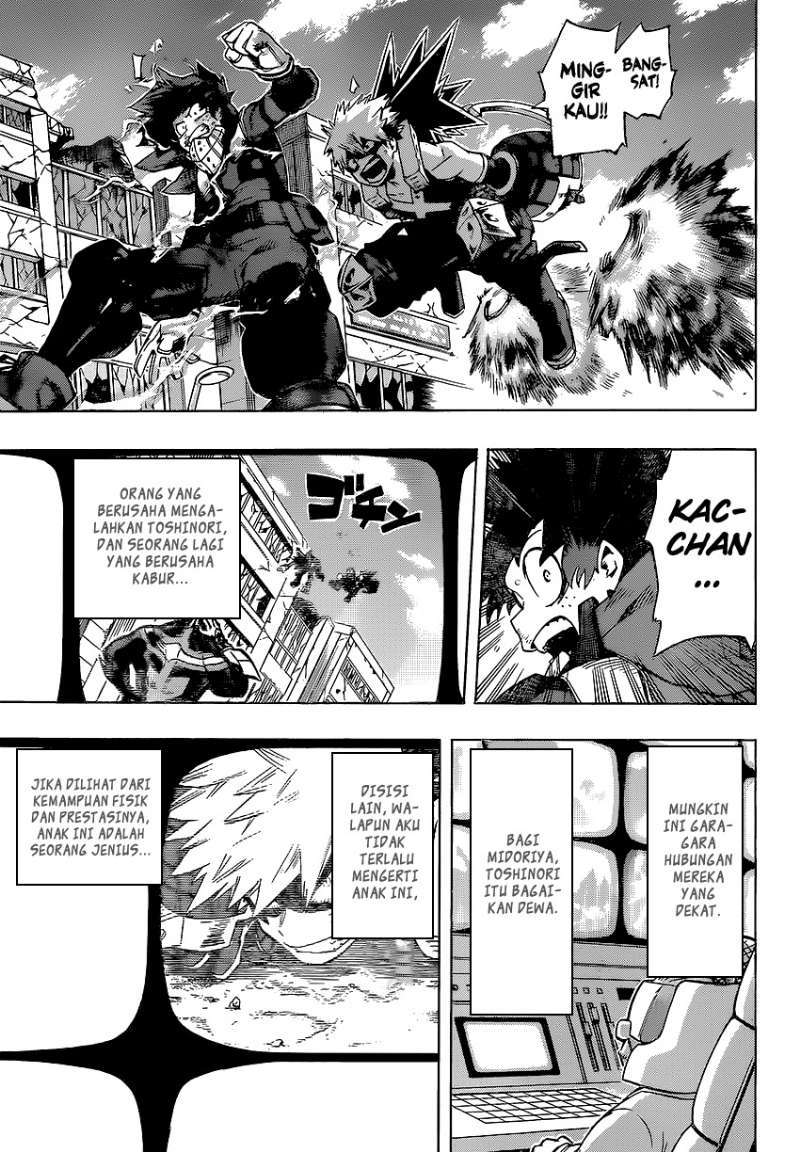 BANG-
SAT!
MING-
GIR
KAU!!
KAC-
CHAN
...
ゴチン
ORANG YANG
BERUSAHA MENGA-
LAHKAN TOSHINORI,
DAN SEORANG LAGI
YANG BERUSAHA
KABUR...
MUNGKIN
INI GARA-
GARA
HUBUNGAN
MEREKA
YANG
DEKAT.
BAGI
MIDORIYA,
TOSHINORI
ITU BAGAI-
KAN DEWA.
DISISI
LAIN, WA-
LAPUN AKU
TIDAK
TERLALU
MENGERTI
ANAK INI,
JIKA DILIHAT DARI
KEMAMPUAN FISIK
DAN PRESTASINYA,
ANAK INI ADALAH
SEORANG JENIUS...